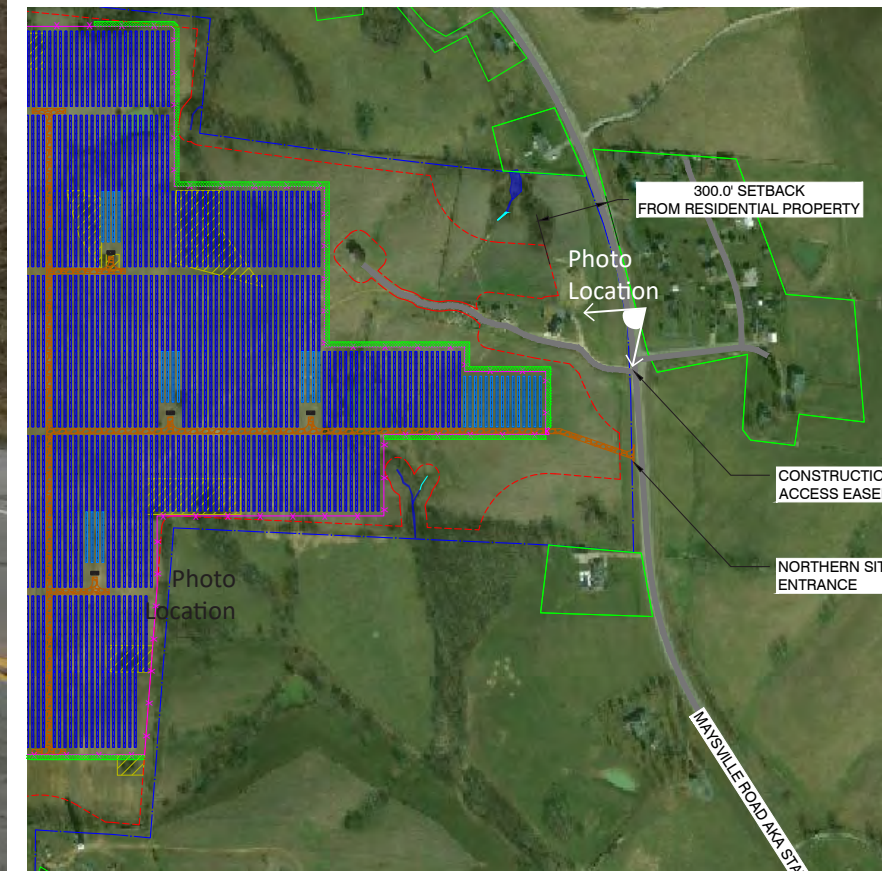 300.0' SETBACK
FROM RESIDENTIAL PROPERTY
Photo
Location
CONSTRUCTIO
ACCESS EASE
NORTHERN SIT
ENTRANCE
Photo
Location
MAYSVILLE ROAD AKA STA